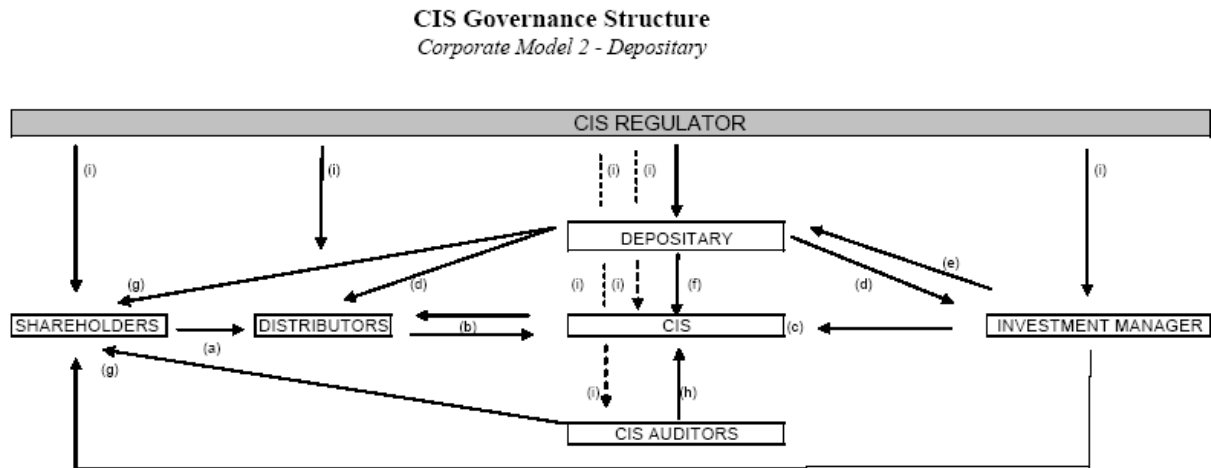 CIS Governance Structure
Corporate Model 2 - Depositary
CIS REGULATOR
(i) (i) (i) (i) (i)
DEPOSITARY
(e)
(g) (d) (i) (i) (f) (d)
SHAREHOLDERS DISTRIBUTORS CIS (c) INVESTMENT MANAGER
(a) (b)
(g)
(i) (h)
CIS AUDITORS